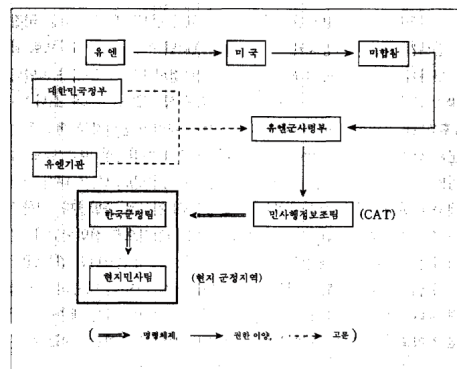 유 엔 미 국 미합참
대한민국정부
유엔군사령부
유엔기관
한국군정팀 민사행정보조팀 (CAT)
현지민사팀 (현지 군정지역)
( 명령체제, 권한 이양, 고문 )